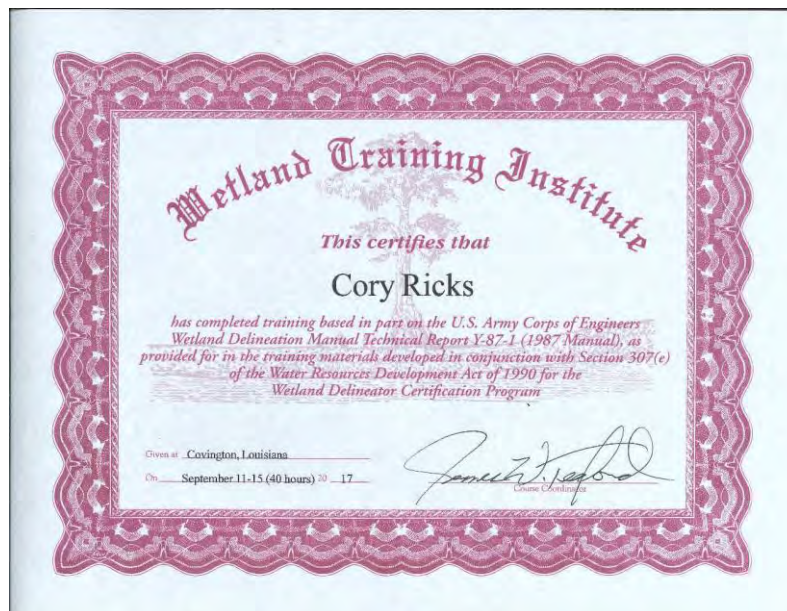 Wetland Training Institute
This certifies that
Cory Ricks
has completed training based in part on the U.S. Army Corps of Engineers
Wetland Delineation Manual Technical Report Y-87-1 (1987 Manual), as
provided for in the training materials developed in conjunction with Section 307(e)
of the Water Resources Development Act of 1990 for the
Wetland Delineator Certification Program
Given at Covington, Louisiana
On September 11-15 (40 hours) 20 17
Course Coordinator